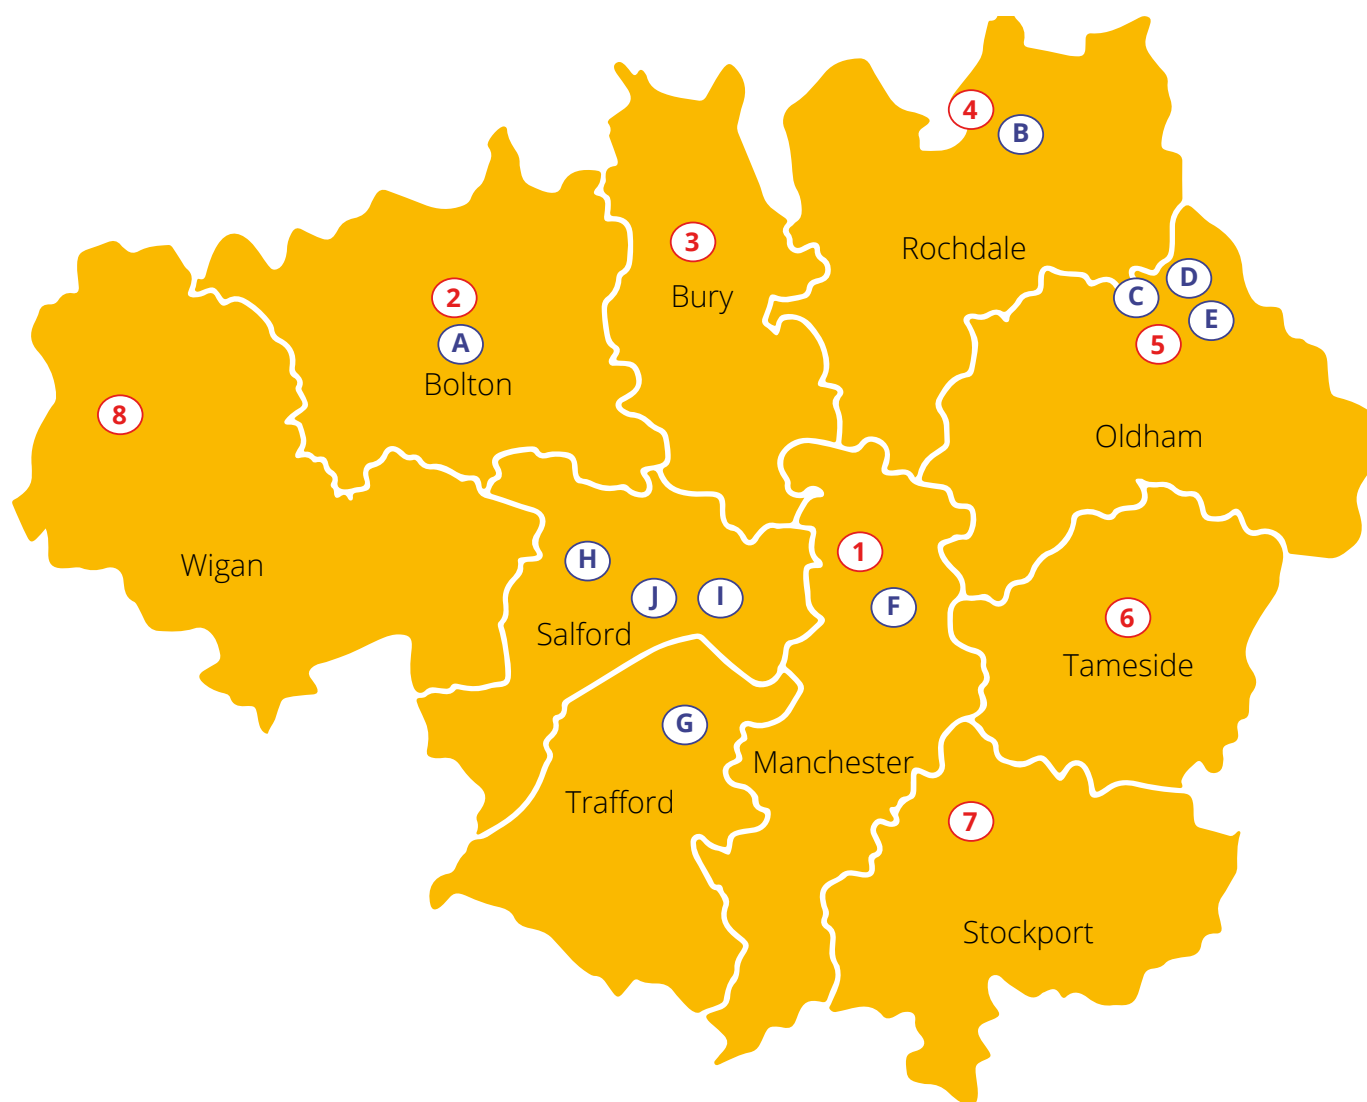 4
B
3
Rochdale
D
2
Bury
C
E
A
5
Bolton
8
Oldham
1
H
Wigan
J
I
F
6
Salford
Tameside
G
Manchester
Trafford
7
Stockport